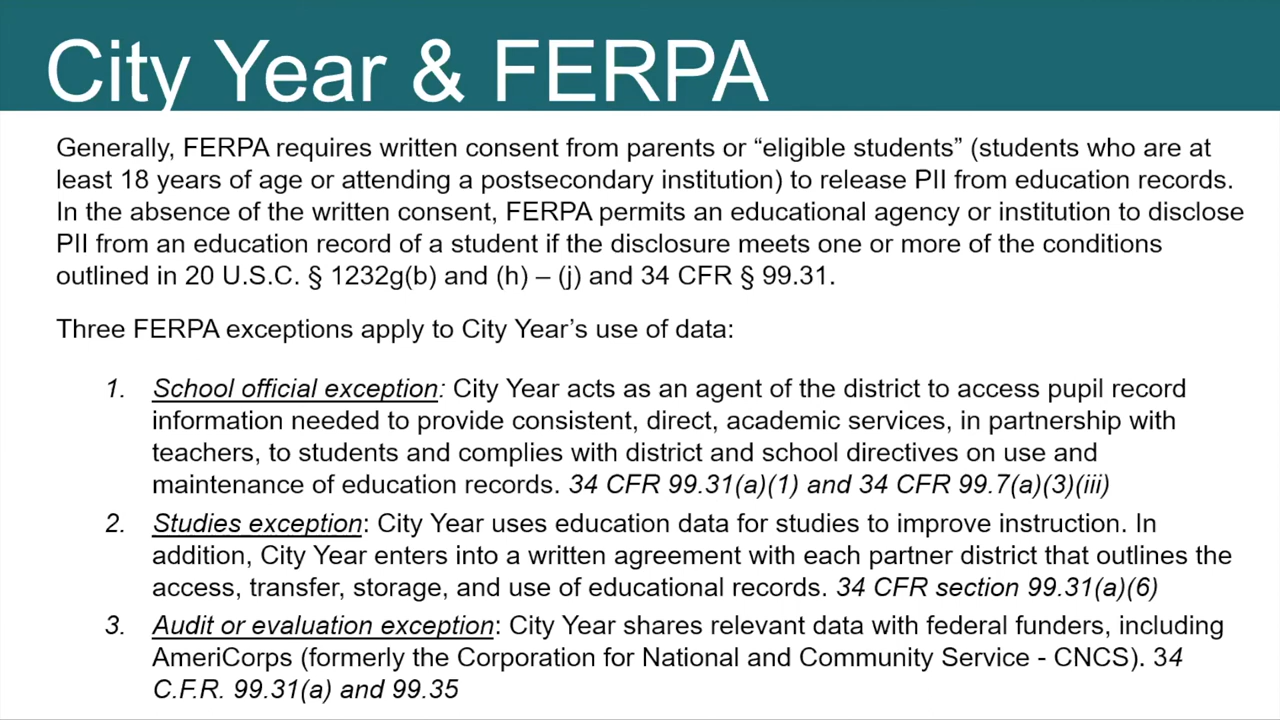 City Year & FERPA
Generally, FERPA requires written consent from parents or “eligible students” (students who are at
least 18 years of age or attending a postsecondary institution) to release PII from education records.
In the absence of the written consent, FERPA permits an educational agency or institution to disclose
PII from an education record of a student if the disclosure meets one or more of the conditions
outlined in 20 U.S.C. § 1232g(b) and (h) – (j) and 34 CFR § 99.31.
Three FERPA exceptions apply to City Year’s use of data:
1. School official exception: City Year acts as an agent of the district to access pupil record
information needed to provide consistent, direct, academic services, in partnership with
teachers, to students and complies with district and school directives on use and
maintenance of education records. 34 CFR 99.31(a)(1) and 34 CFR 99.7(a)(3)(iii)
2. Studies exception: City Year uses education data for studies to improve instruction. In
addition, City Year enters into a written agreement with each partner district that outlines the
access, transfer, storage, and use of educational records. 34 CFR section 99.31(a)(6)
3. Audit or evaluation exception: City Year shares relevant data with federal funders, including
AmeriCorps (formerly the Corporation for National and Community Service - CNCS). 34
C.F.R. 99.31(a) and 99.35